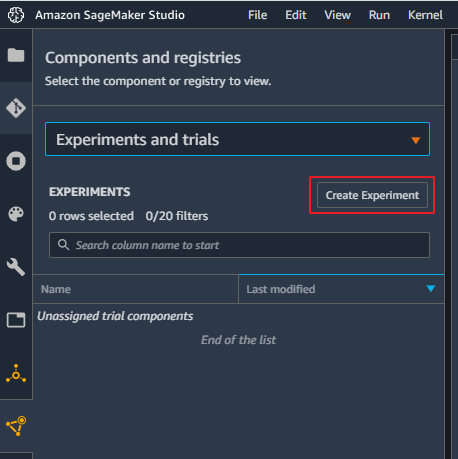 Amazon SageMaker Studio File Edit View Run Kernel
Components and registries
Select the component or registry to view.
Experiments and trials
EXPERIMENTS
Create Experiment
0 rows selected 0/20 filters
Search column name to start
Name Last modified
Unassigned trial components
End of the list